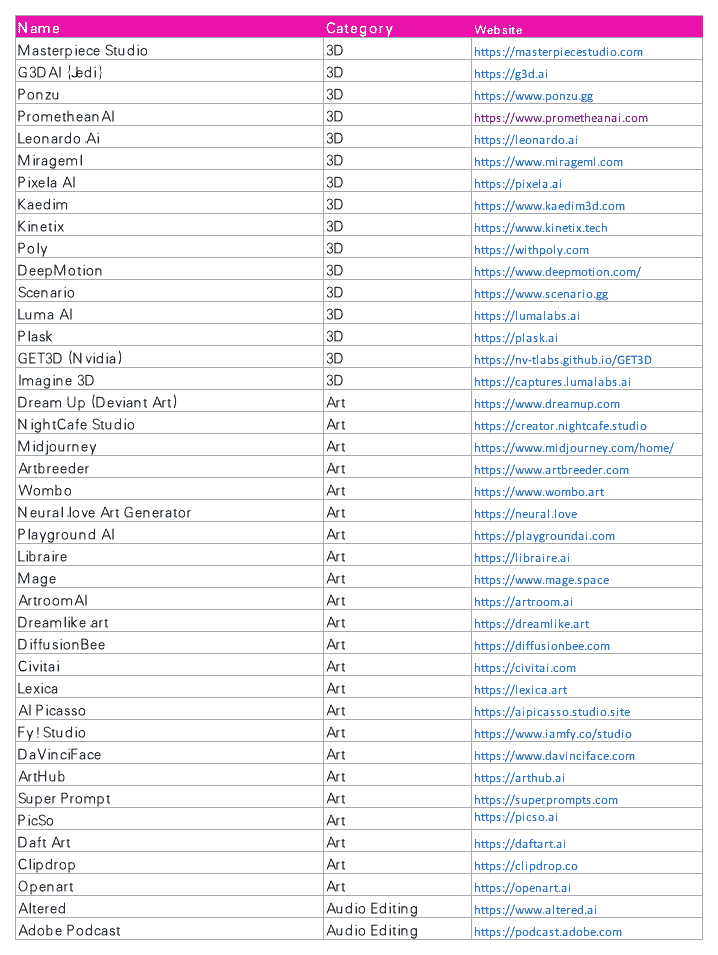 Name Category Website
Masterpiece Studio 3D https://masterpiecestudio.com
G3DAI {Jedi} 3D https://g3d.ai
Ponzu 3D https://www.ponzu.gg
PrometheanAI 3D https://www.prometheanai.com
Leonardo.Ai 3D https://leonardo.ai
Mirageml 3D https://www.mirageml.com
Pixela AI 3D https://pixela.ai
Kaedim 3D https://www.kaedim3d.com
Kinetix 3D https://www.kinetix.tech
Poly 3D https://withpoly.com
DeepMotion 3D https://www.deepmotion.com/
Scenario 3D https://www.scenario.gg
Luma AI 3D https://lumalabs.ai
Plask 3D https://plask.ai
GET3D (Nvidia) 3D https://nv-tlabs.github.io/GET3D
Imagine 3D 3D https://captures.lumalabs.ai
Dream Up (Deviant Art) Art https://www.dreamup.com
NightCafe Studio Art https://creator.nightcafe.studio
Midjourney Art https://www.midjourney.com/home/
Artbreeder Art https://www.artbreeder.com
Wombo Art https://www.wombo.art
Neural.love Art Generator Art https://neural.love
Playground AI Art https://playgroundai.com
Libraire Art https://libraire.ai
Mage Art https://www.mage.space
ArtroomAI Art https://artroom.ai
Dreamlike.art Art https://dreamlike.art
DiffusionBee Art https://diffusionbee.com
Civitai Art https://civitai.com
Lexica Art https://lexica.art
AI Picasso Art https://aipicasso.studio.site
Fy! Studio Art https://www.iamfy.co/studio
DaVinciFace Art https://www.davinciface.com
ArtHub Art https://arthub.ai
Super Prompt Art https://superprompts.com
PicSo Art https://picso.ai
Daft Art Art https://daftart.ai
Clipdrop Art https://clipdrop.co
Openart Art https://openart.ai
Altered Audio Editing https://www.altered.ai
Adobe Podcast Audio Editing https://podcast.adobe.com